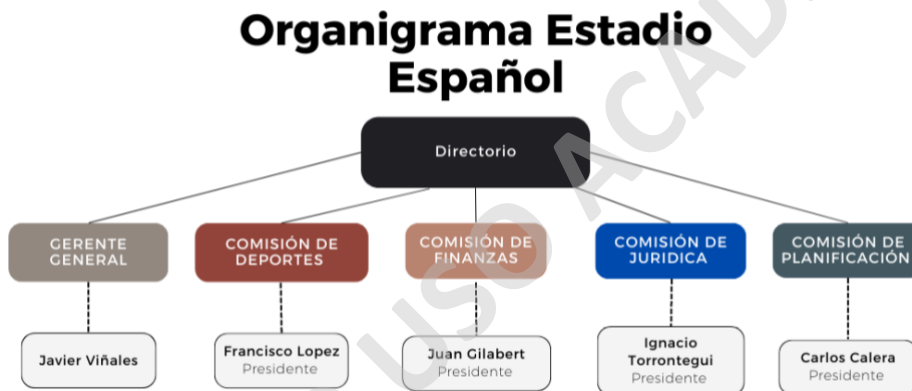 Organigrama Estadio
Español
Directorio
GERENTE
GENERAL
COMISIÓN DE
DEPORTES
COMISIÓN DE
FINANZAS
COMISIÓN DE
JURIDICA
COMISIÓN DE
PLANIFICACIÓN
Javier Viñales
Francisco Lopez
Presidente
Juan Gilabert
Presidente
Ignacio
Torrontegui
Presidente
Carlos Calera
Presidente
USO